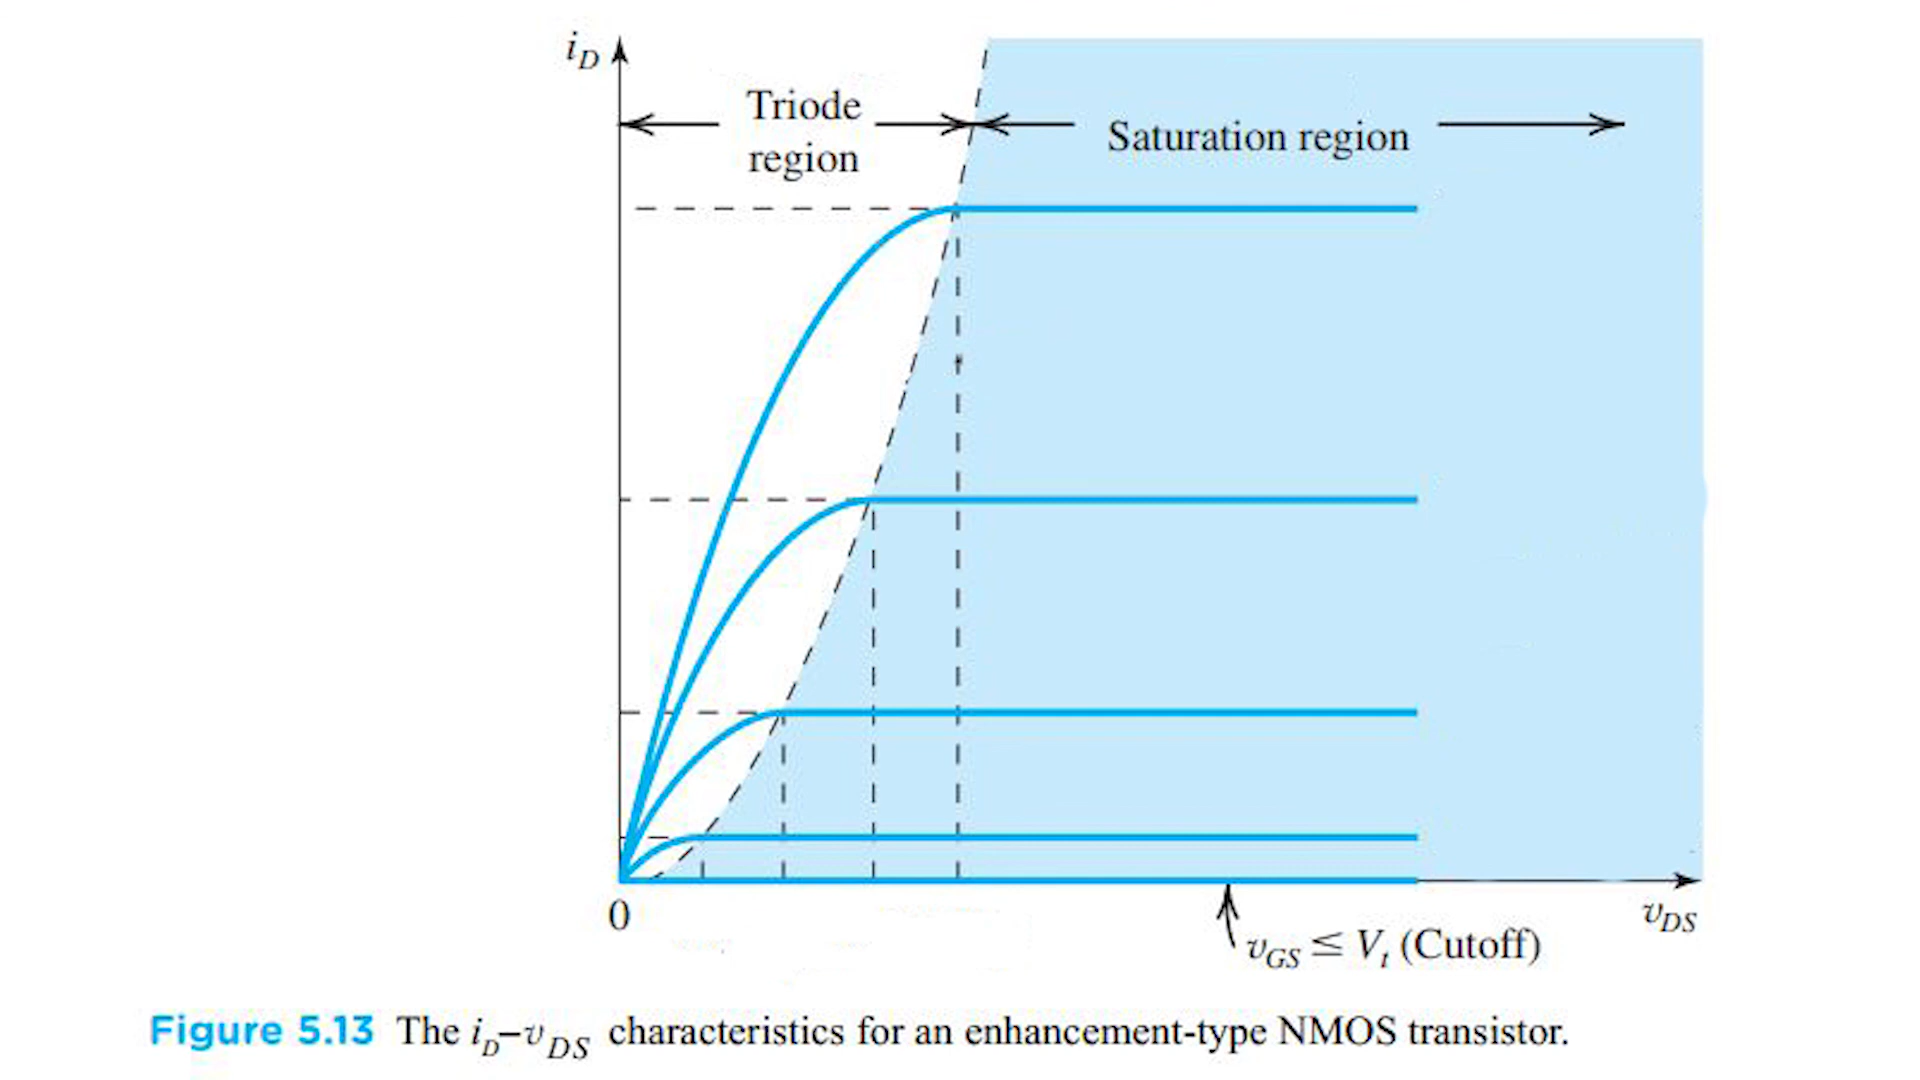 i_D
Triode
region
Saturation region
0
v_DS
v_GS ≤ V_t (Cutoff)
Figure 5.13 The i_D–v_DS characteristics for an enhancement-type NMOS transistor.